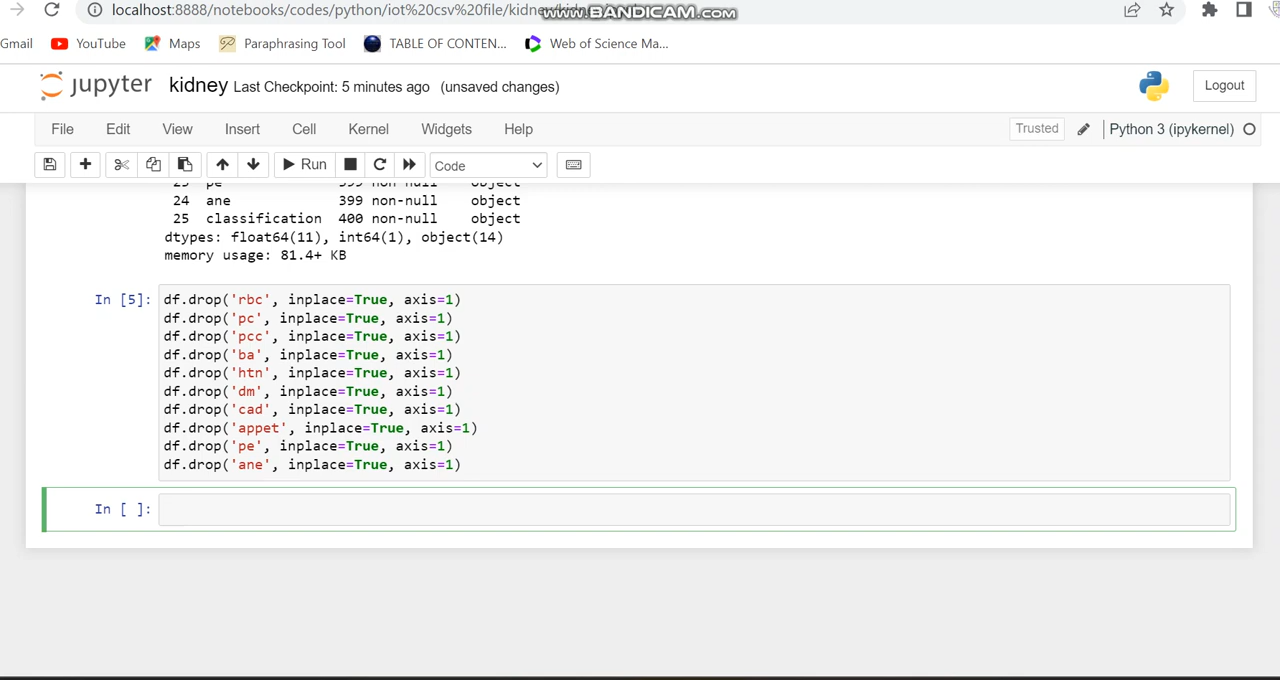 localhost:8888/notebooks/codes/python/iot%20csv%20file/kidney/kidn
www.BANDICAM.com
Gmail YouTube Maps Paraphrasing Tool TABLE OF CONTEN... Web of Science Ma...
jupyter kidney Last Checkpoint: 5 minutes ago (unsaved changes) Logout
File Edit View Insert Cell Kernel Widgets Help Trusted Python 3 (ipykernel)
Run Code
23 pe 399 non-null object
24 ane 399 non-null object
25 classification 400 non-null object
dtypes: float64(11), int64(1), object(14)
memory usage: 81.4+ KB
In [5]: df.drop('rbc', inplace=True, axis=1)
df.drop('pc', inplace=True, axis=1)
df.drop('pcc', inplace=True, axis=1)
df.drop('ba', inplace=True, axis=1)
df.drop('htn', inplace=True, axis=1)
df.drop('dm', inplace=True, axis=1)
df.drop('cad', inplace=True, axis=1)
df.drop('appet', inplace=True, axis=1)
df.drop('pe', inplace=True, axis=1)
df.drop('ane', inplace=True, axis=1)
In [ ]: